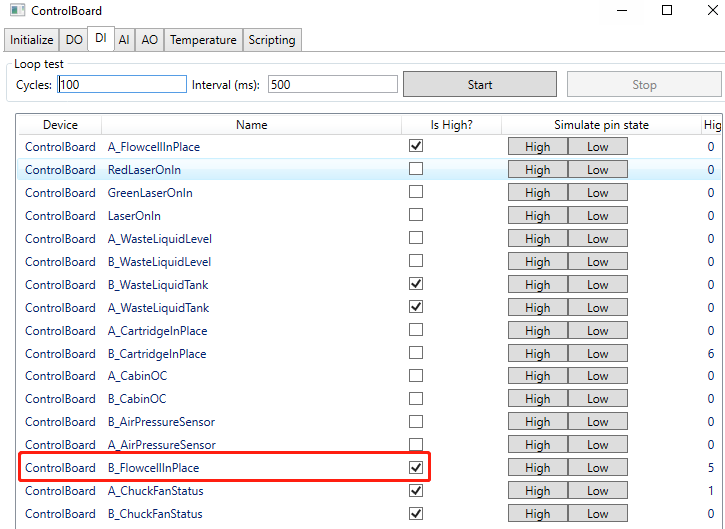 ControlBoard
Initialize DO DI AI AO Temperature Scripting
Loop test
Cycles: 100 Interval (ms): 500 Start Stop
Device Name Is High? Simulate pin state Hig
ControlBoard A_FlowcellInPlace High Low 0
ControlBoard RedLaserOnIn High Low 0
ControlBoard GreenLaserOnIn High Low 0
ControlBoard LaserOnIn High Low 0
ControlBoard A_WasteLiquidLevel High Low 0
ControlBoard B_WasteLiquidLevel High Low 0
ControlBoard B_WasteLiquidTank High Low 0
ControlBoard A_WasteLiquidTank High Low 0
ControlBoard A_CartridgeInPlace High Low 0
ControlBoard B_CartridgeInPlace High Low 6
ControlBoard A_CabinOC High Low 0
ControlBoard B_CabinOC High Low 0
ControlBoard B_AirPressureSensor High Low 0
ControlBoard A_AirPressureSensor High Low 0
ControlBoard B_FlowcellInPlace High Low 5
ControlBoard A_ChuckFanStatus High Low 1
ControlBoard B_ChuckFanStatus High Low 0